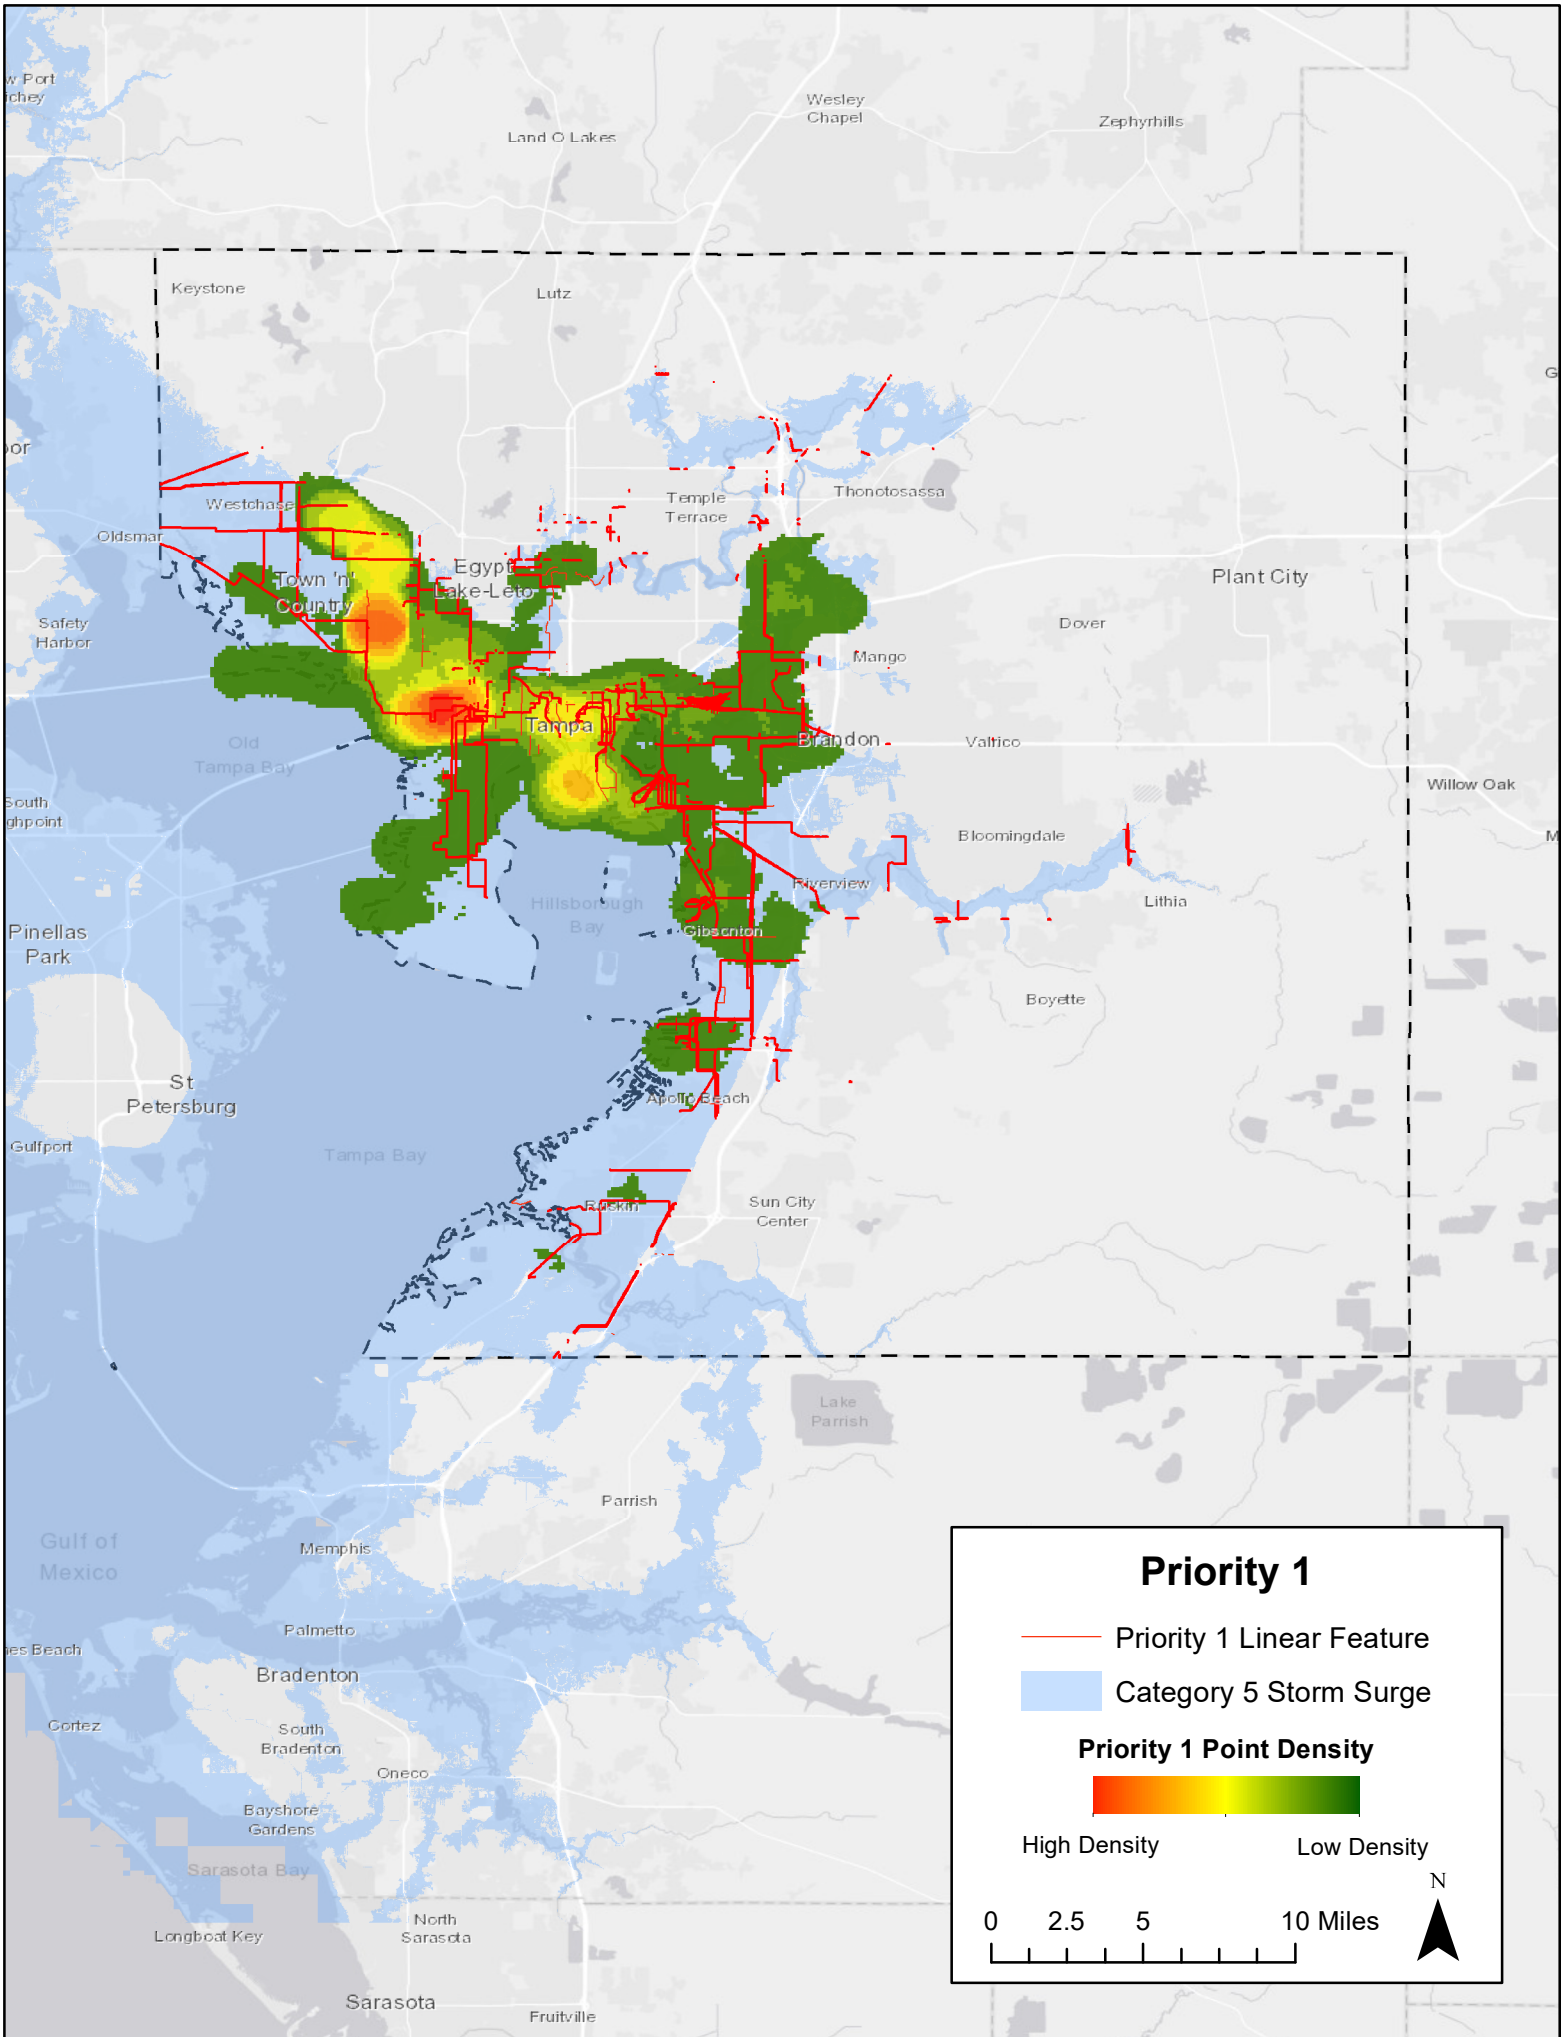 w Port
ichey
Wesley
Chapel
Land O Lakes
Zephyrhills
Keystone
Lutz
G
oor
Westchase
Temple
Terrace
Thonotosassa
Oldsmar
Egypt
Lake-Leto
Town 'n'
Country
Plant City
Safety
Harbor
Dover
Mango
Tampa
Brandon
Valrico
Old
Tampa Bay
Willow Oak
South
ghpoint
Bloomingdale
M
Riverview
Lithia
Hillsborough
Bay
Gibsonton
Pinellas
Park
Boyette
St
Petersburg
Apollo Beach
Gulfport
Tampa Bay
Ruskin
Sun City
Center
Lake
Parrish
Parrish
Gulf of
Mexico
Memphis
Palmetto
nes Beach
Bradenton
Cortez
South
Bradenton
Oneco
Bayshore
Gardens
Sarasota Bay
North
Sarasota
Longboat Key
Sarasota
Fruitville
Priority 1
Priority 1 Linear Feature
Category 5 Storm Surge
Priority 1 Point Density
High Density Low Density
N
0 2.5 5 10 Miles